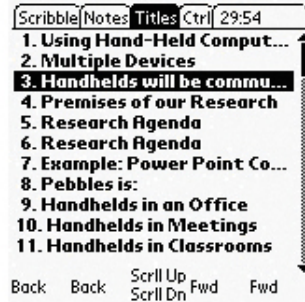 Scribble Notes Titles Ctrl 29:54
1. Using Hand-Held Comput...
2. Multiple Devices
3. Handhelds will be commu...
4. Premises of our Research
5. Research Agenda
6. Research Agenda
7. Example: Power Point Co...
8. Pebbles is:
9. Handhelds in an Office
10. Handhelds in Meetings
11. Handhelds in Classrooms
Back Back Scrll Up Fwd Fwd
Scrll Dn